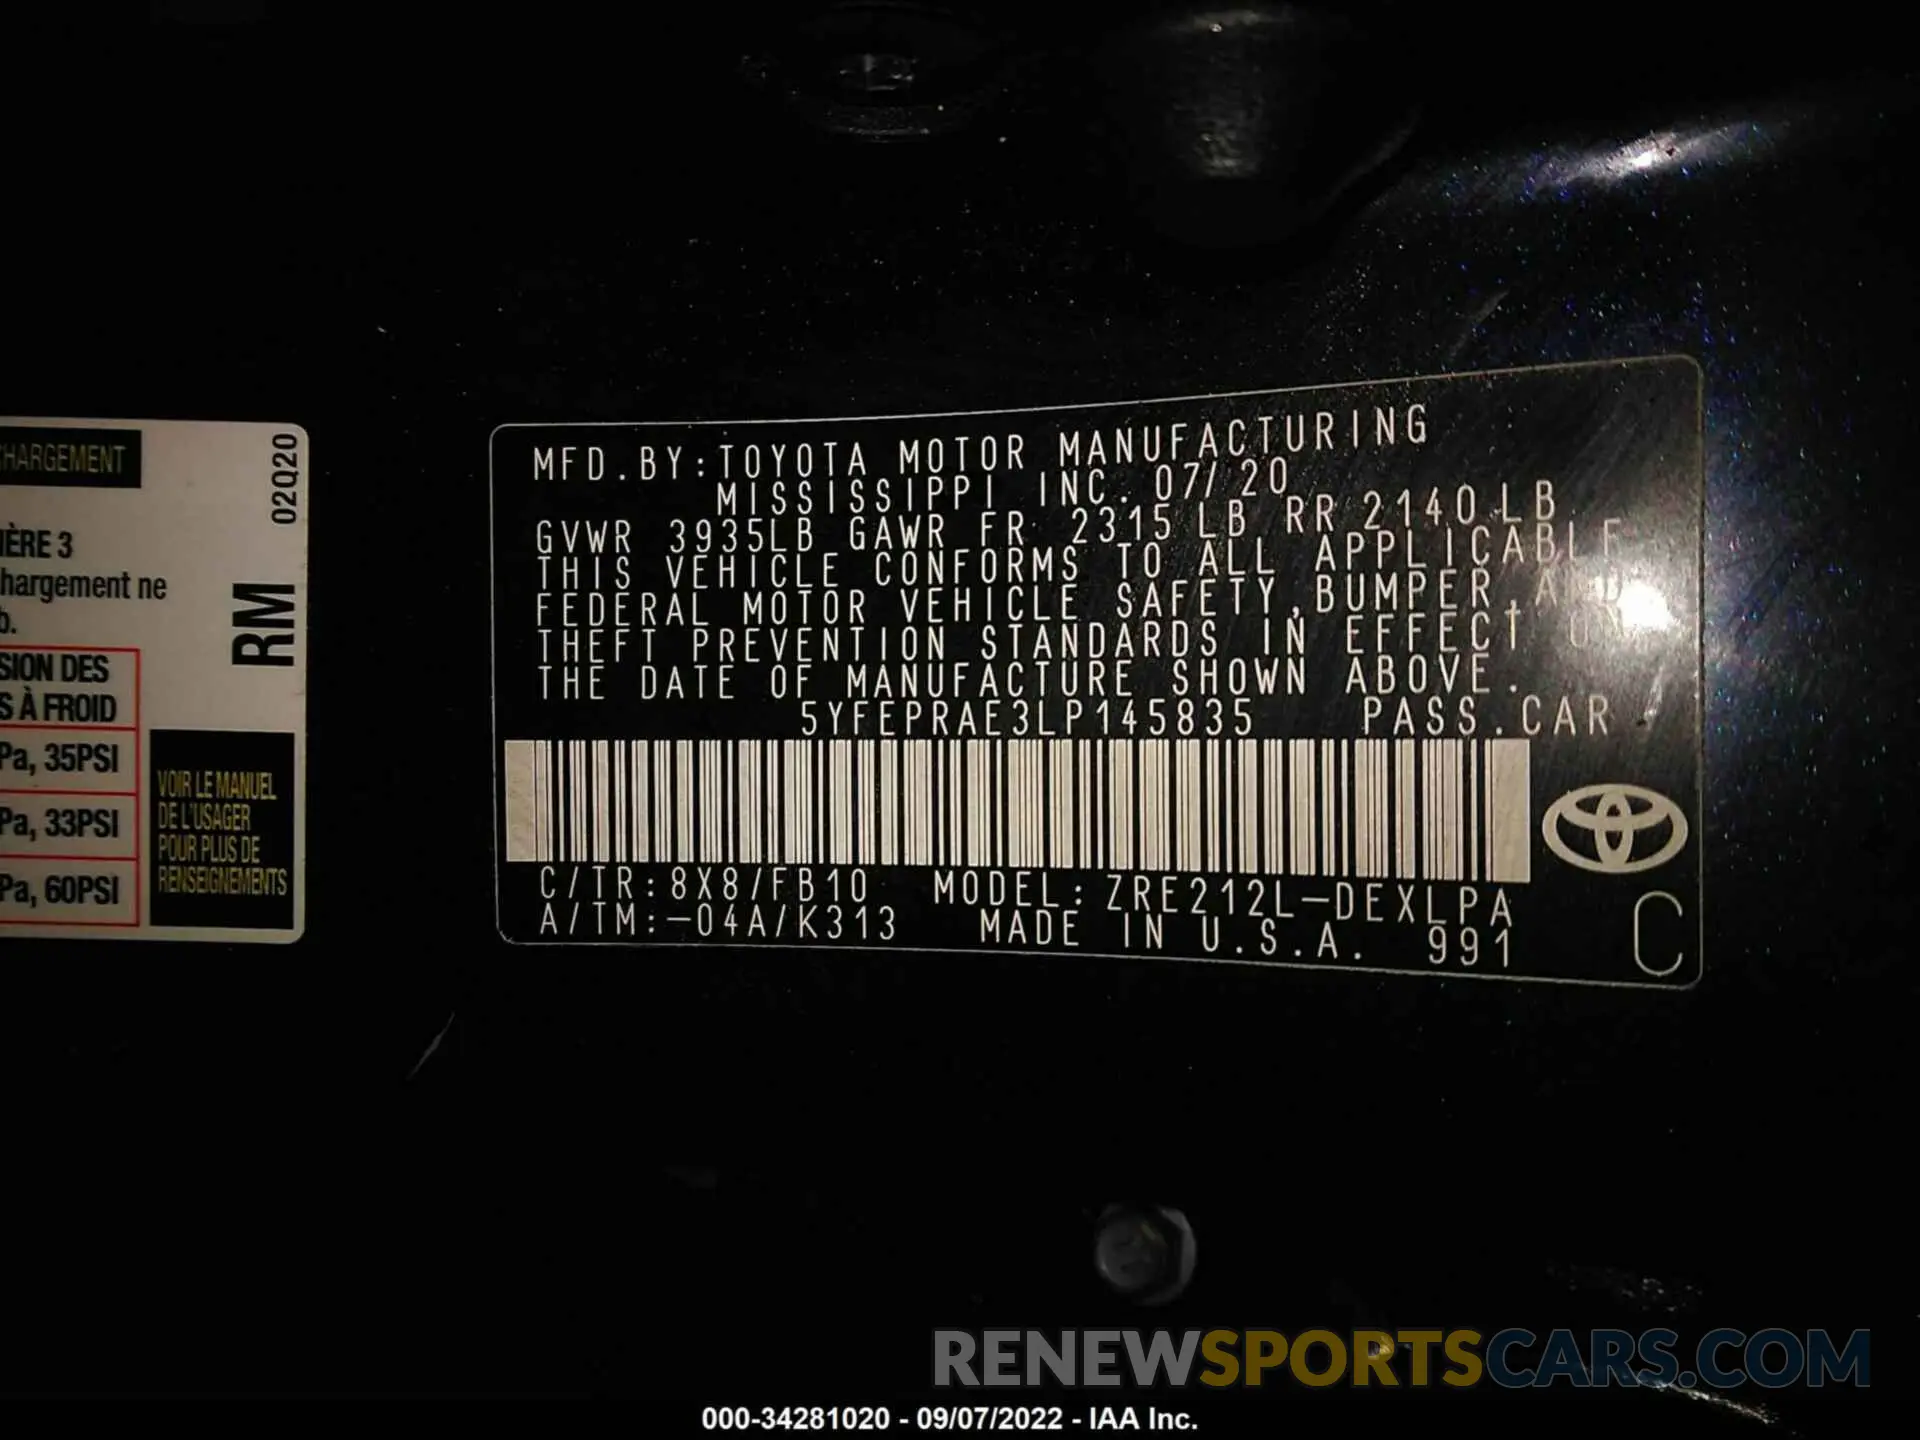 CHARGEMENT
02Q20
IÈRE 3
hargement ne
b.
RM
SION DES
S À FROID
Pa, 35PSI
Pa, 33PSI
Pa, 60PSI
VOIR LE MANUEL
DE L'USAGER
POUR PLUS DE
RENSEIGNEMENTS
MFD.BY:TOYOTA MOTOR MANUFACTURING
MISSISSIPPI INC. 07/20
GVWR 3935LB GAWR FR 2315 LB RR 2140 LB
THIS VEHICLE CONFORMS TO ALL APPLICABLE
FEDERAL MOTOR VEHICLE SAFETY,BUMPER,AND
THEFT PREVENTION STANDARDS IN EFFECT ON
THE DATE OF MANUFACTURE SHOWN ABOVE.
5YFEPRAE3LP145835 PASS.CAR
C/TR:8X8/FB10 MODEL:ZRE212L-DEXLPA
A/TM:-04A/K313 MADE IN U.S.A. 991
C
RENEWSPORTSCARS.COM
000-34281020 - 09/07/2022 - IAA Inc.